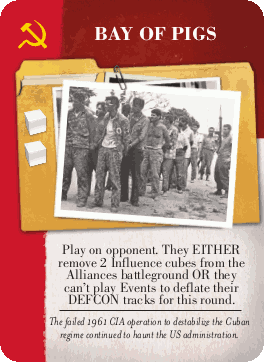 BAY OF PIGS
Play on opponent. They EITHER
remove 2 Influence cubes from the
Alliances battleground OR they
can't play Events to deflate their
DEFCON tracks for this round.
The failed 1961 CIA operation to destabilize the Cuban
regime continued to haunt the US administration.